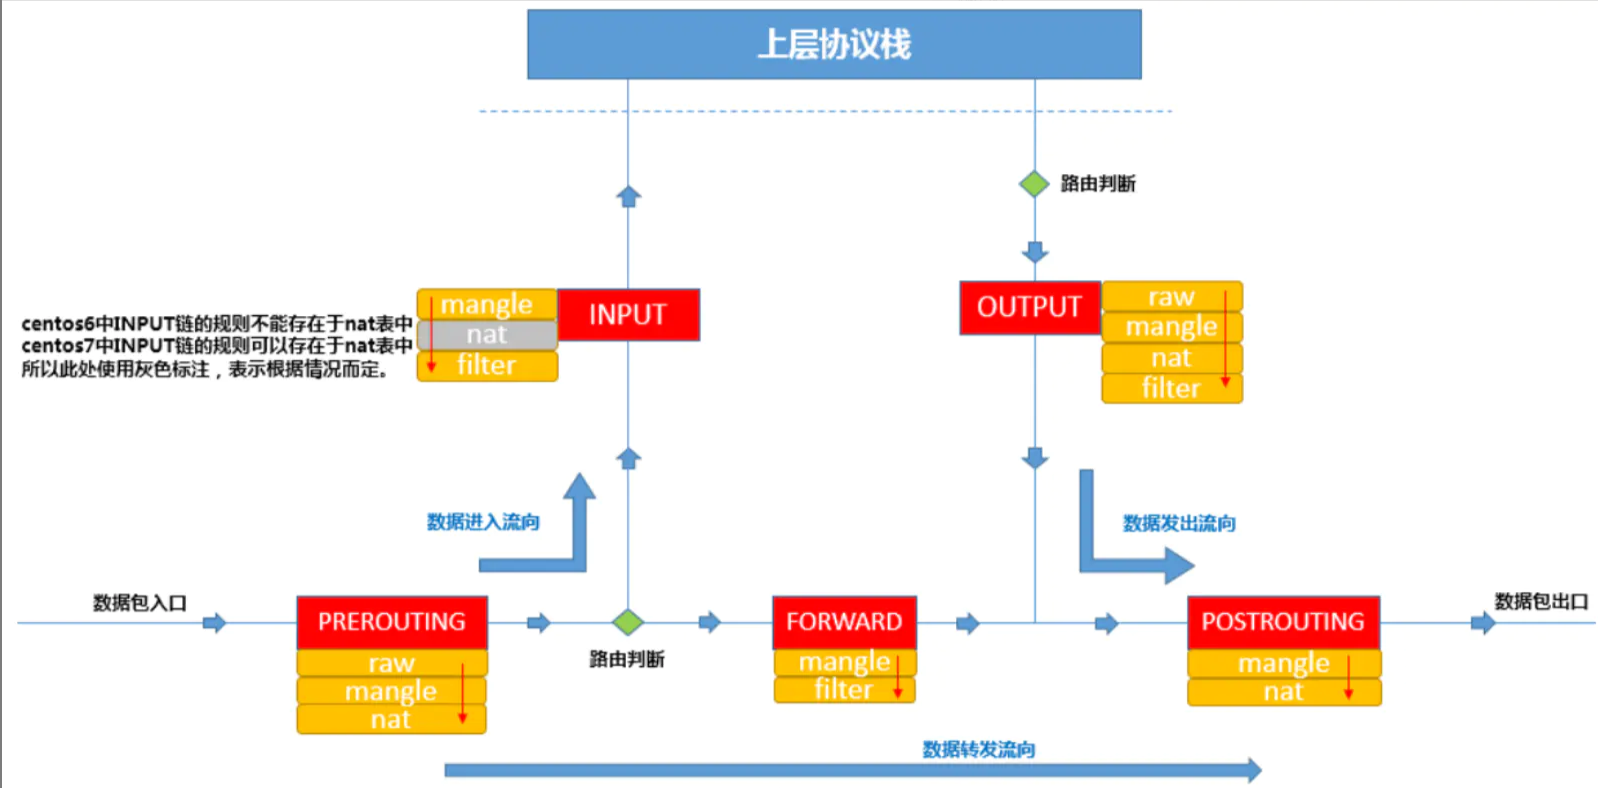 上层协议栈
路由判断
mangle
nat
filter
INPUT
OUTPUT
raw
mangle
nat
filter
centos6中INPUT链的规则不能存在于nat表中
centos7中INPUT链的规则可以存在于nat表中
所以此处使用灰色标注，表示根据情况而定。
数据进入流向
数据发出流向
数据包入口
PREROUTING
raw
mangle
nat
路由判断
FORWARD
mangle
filter
POSTROUTING
mangle
nat
数据包出口
数据转发流向